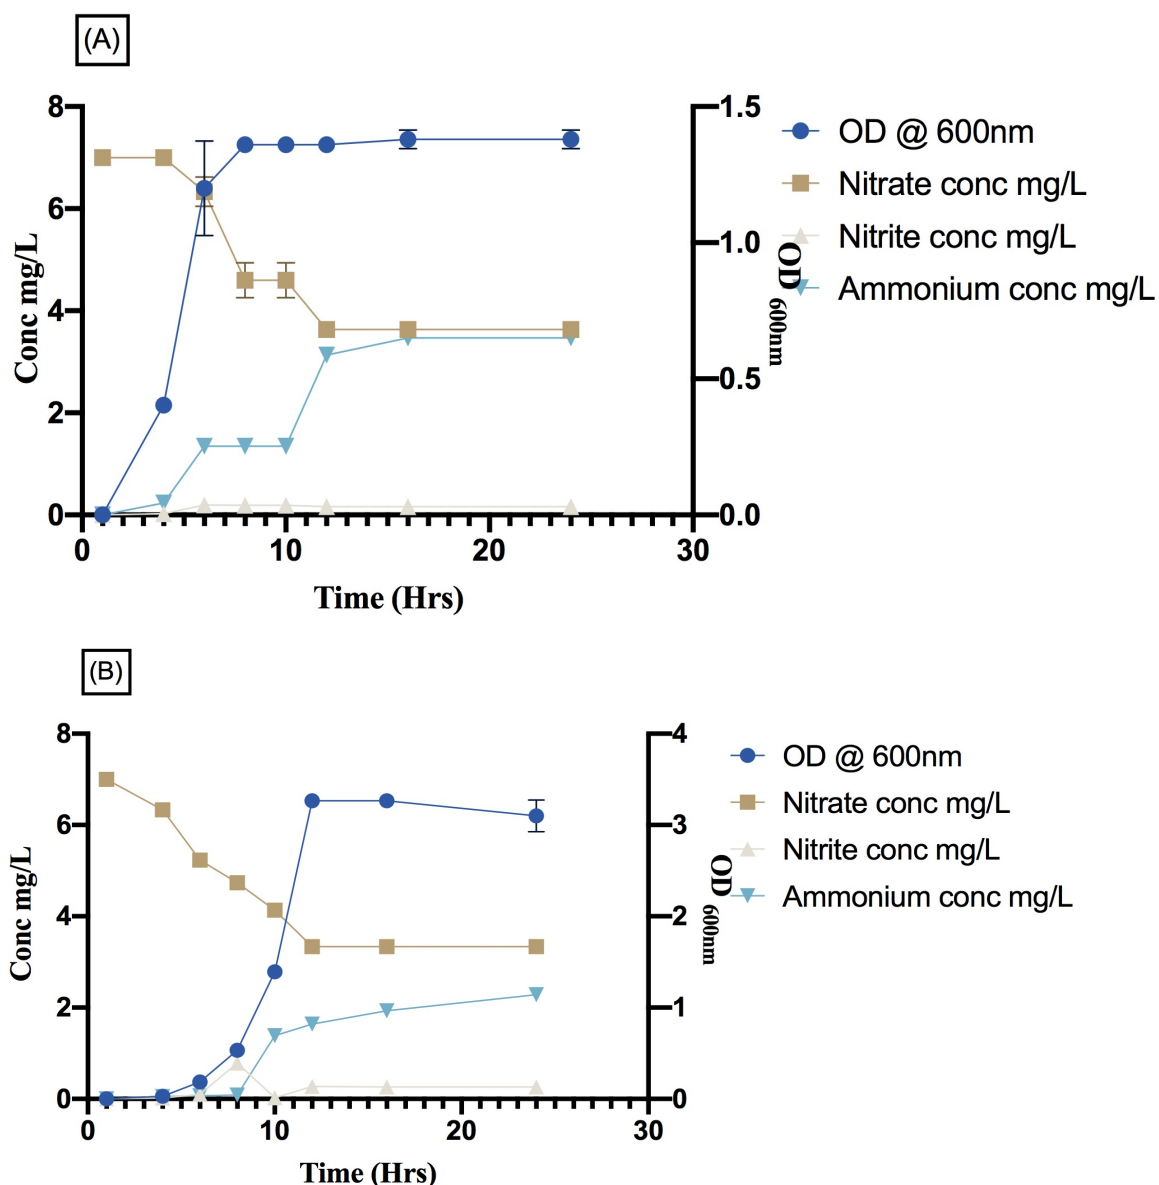 (A)
8
6
4
2
0
Conc mg/L
0
10
20
30
Time (Hrs)
1.5
1.0
0.5
0.0
OD 600nm
OD @ 600nm
Nitrate conc mg/L
Nitrite conc mg/L
Ammonium conc mg/L
(B)
8
6
4
2
0
Conc mg/L
0
10
20
30
Time (Hrs)
4
3
2
1
0
OD 600nm
OD @ 600nm
Nitrate conc mg/L
Nitrite conc mg/L
Ammonium conc mg/L